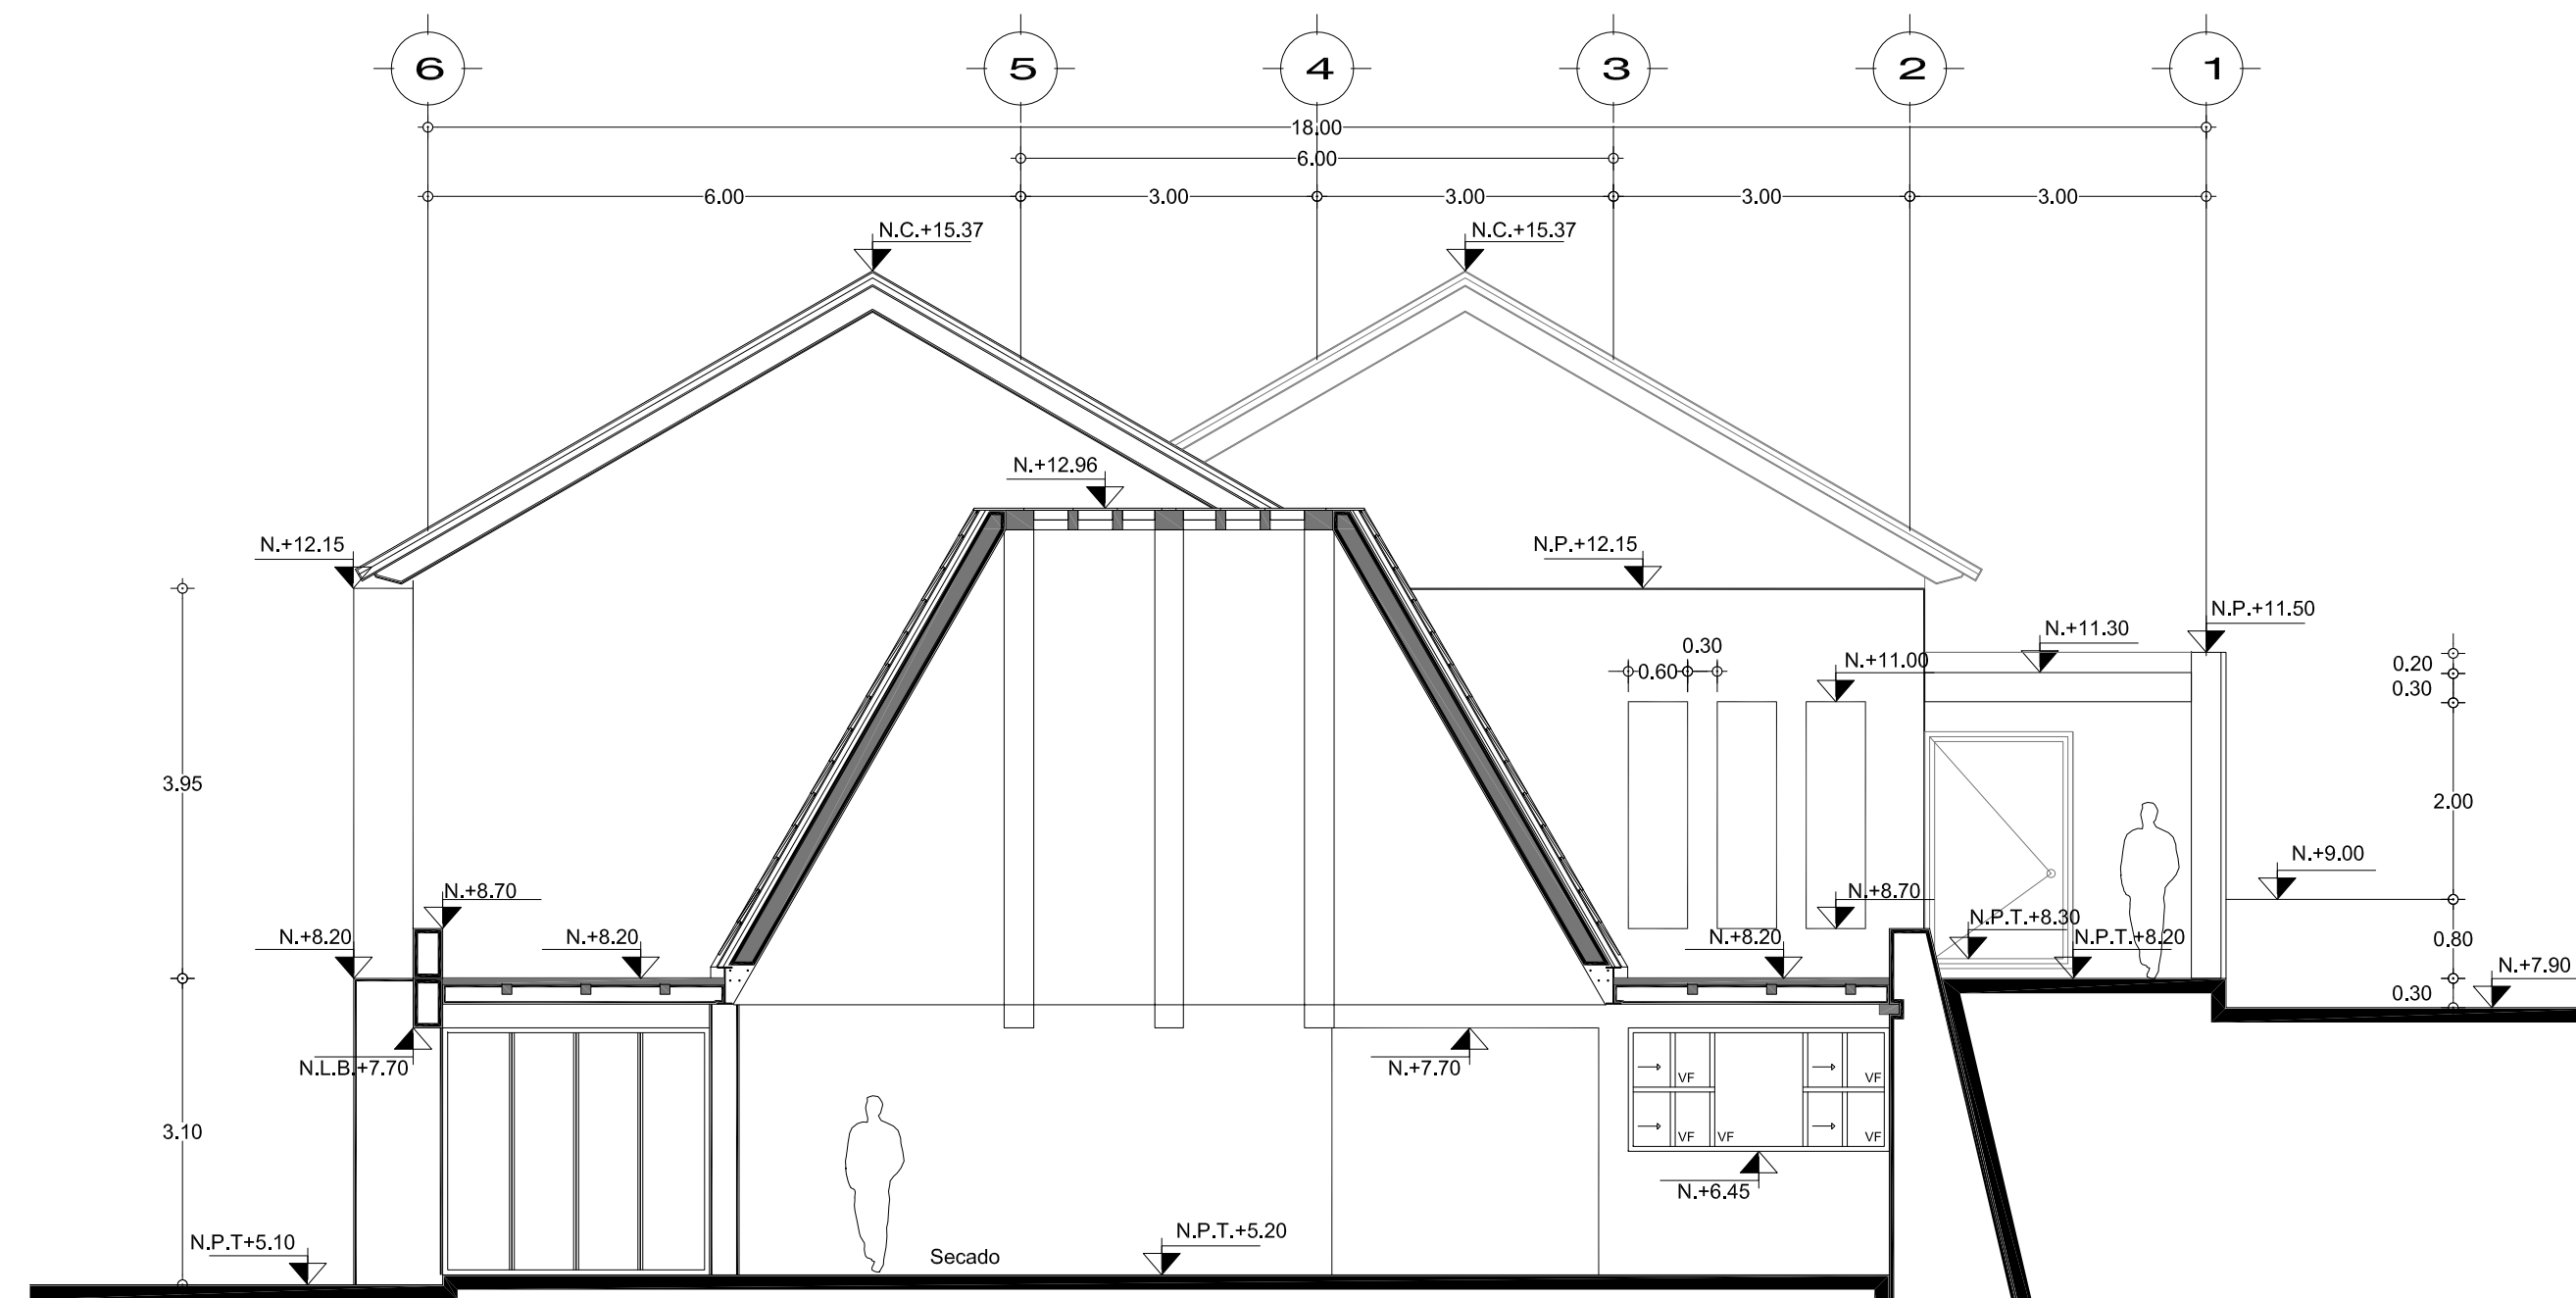 6 5 4 3 2 1
18.00
6.00
6.00 3.00 3.00 3.00 3.00
N.C.+15.37 N.C.+15.37
N.+12.96
N.+12.15
N.P.+12.15
N.P.+11.50
N.+11.30
0.30
N.+11.00
0.60
0.20
0.30
3.95
2.00
N.+9.00
N.+8.70
N.+8.70
N.P.T.+8.30
N.+8.20 N.+8.20 N.+8.20 N.P.T.+8.20
0.80
N.+7.90
0.30
N.L.B.+7.70 N.+7.70
VF VF
3.10
VF VF VF
N.+6.45
N.P.T+5.10
N.P.T.+5.20
Secado